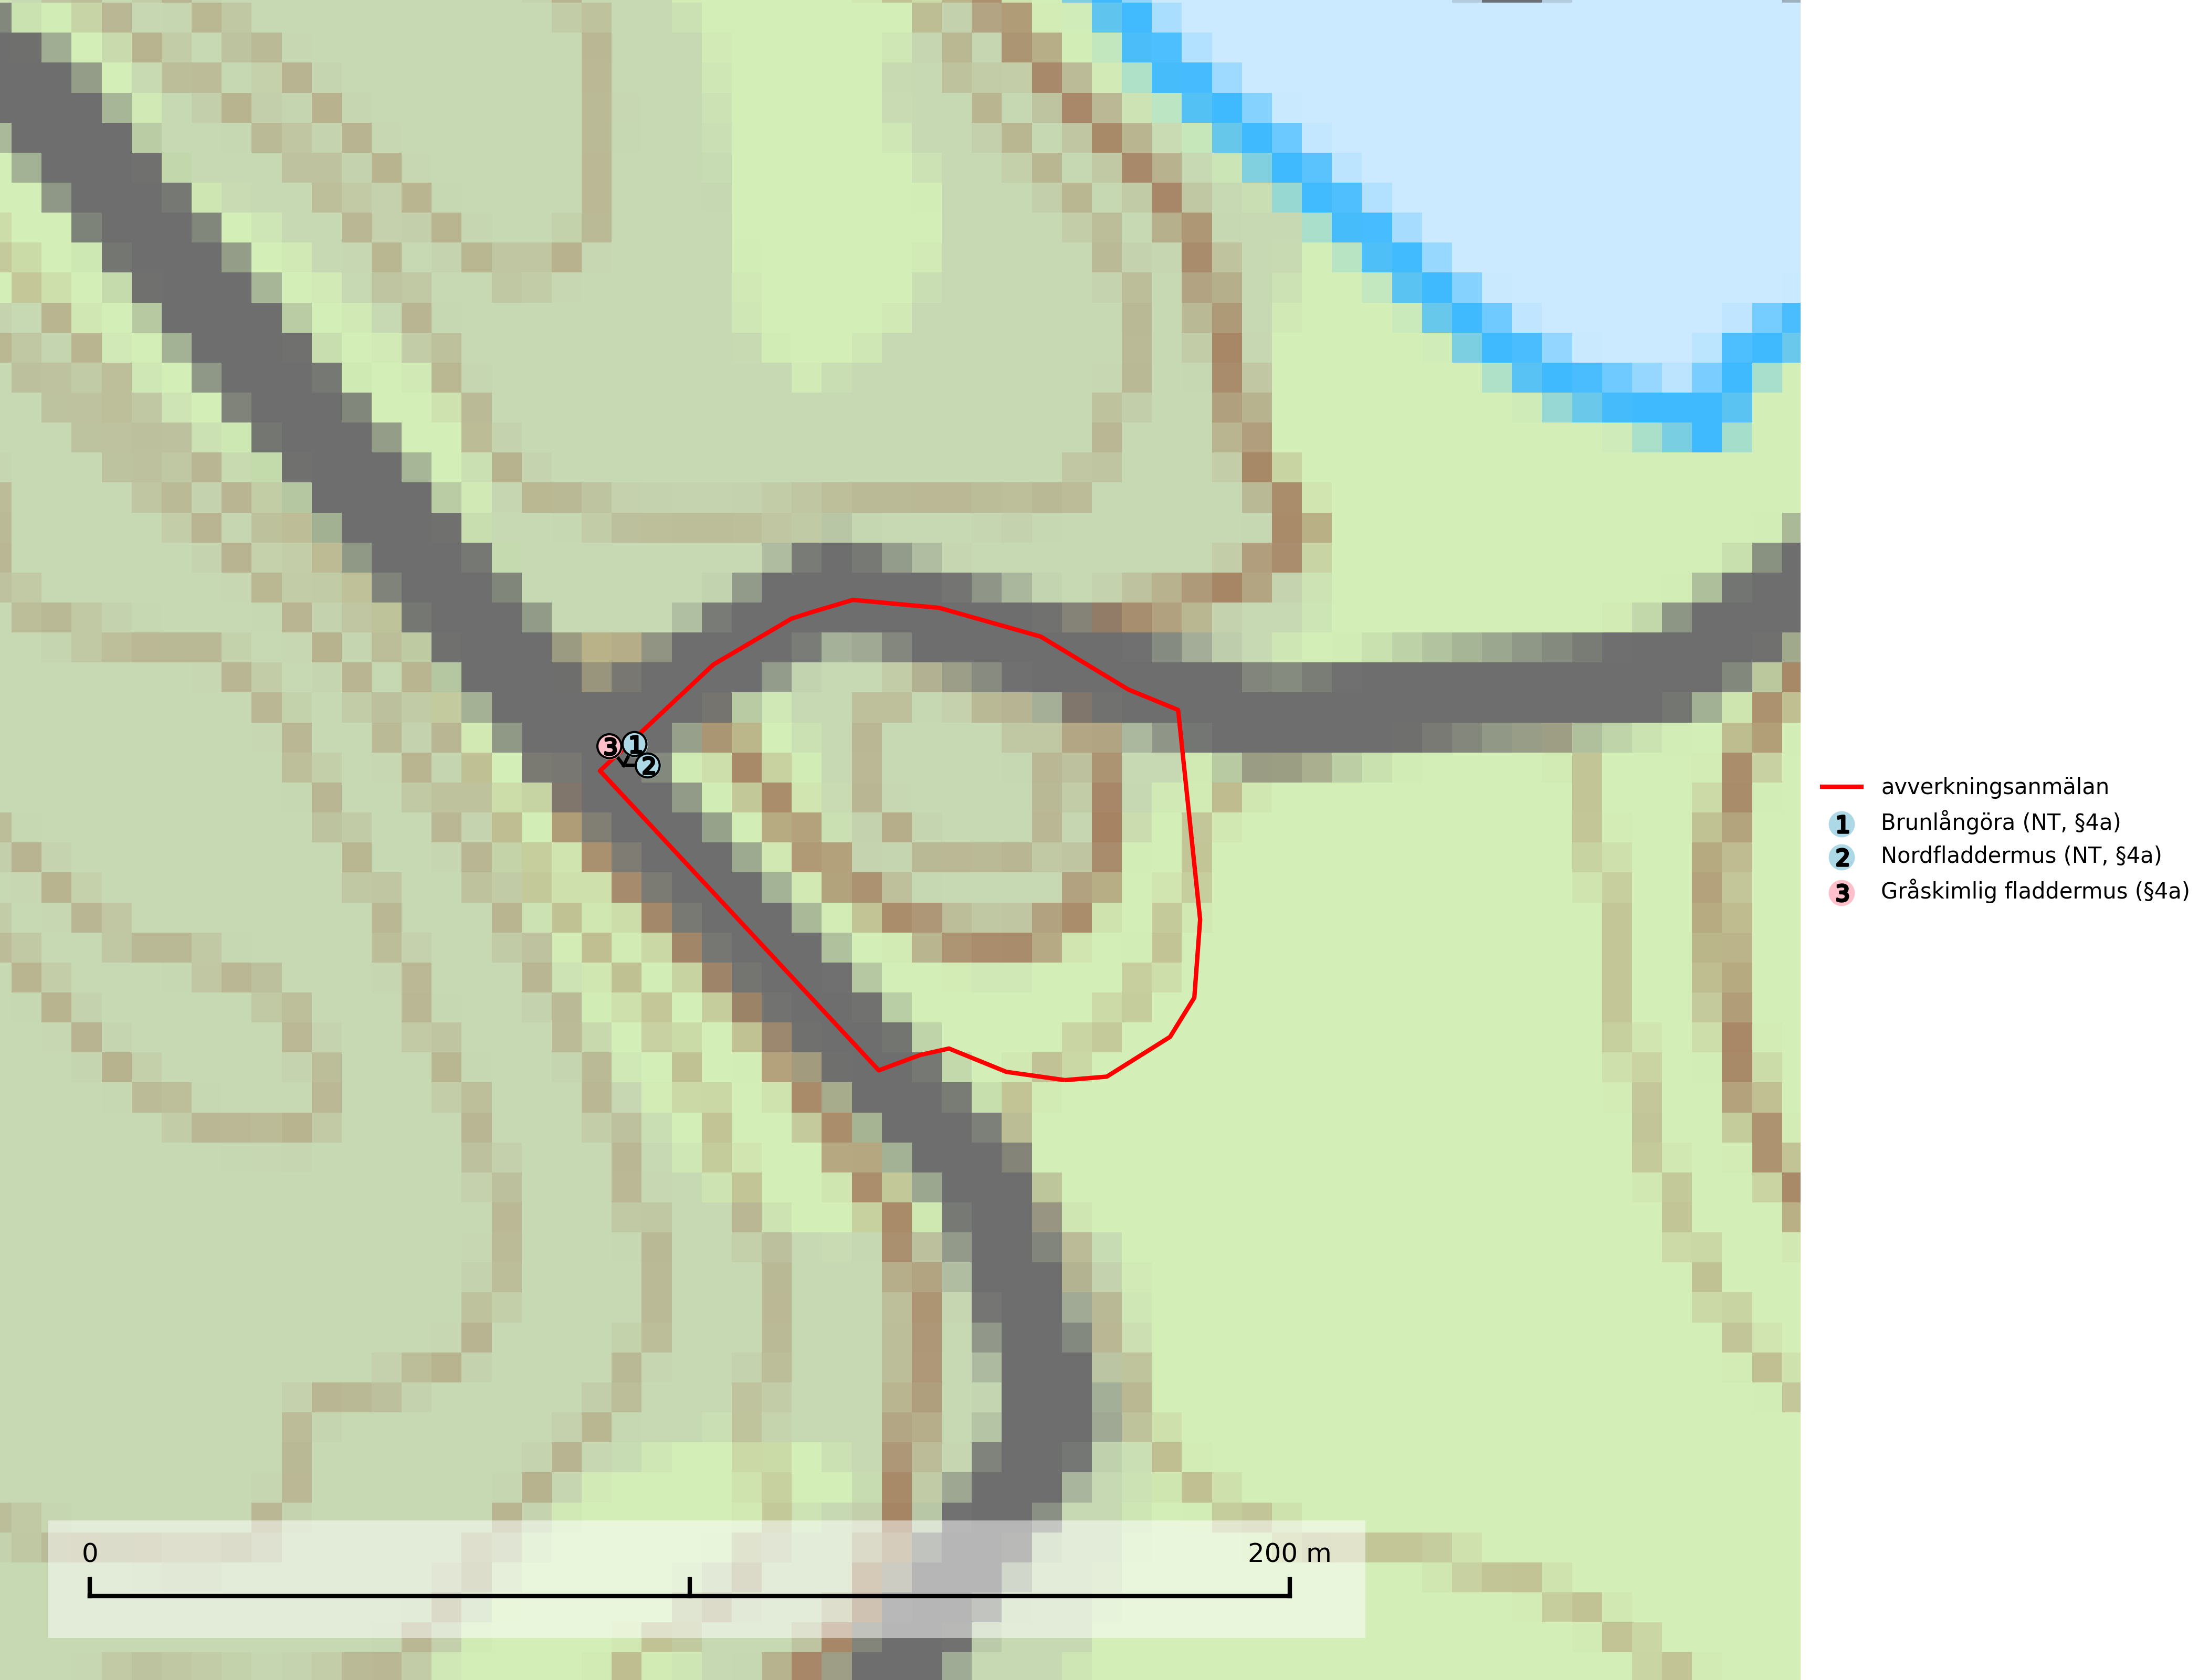 3 1
2
avverkningsanmälan
1 Brunlångöra (NT, §4a)
2 Nordfladdermus (NT, §4a)
3 Gråskimlig fladdermus (§4a)
0 200 m